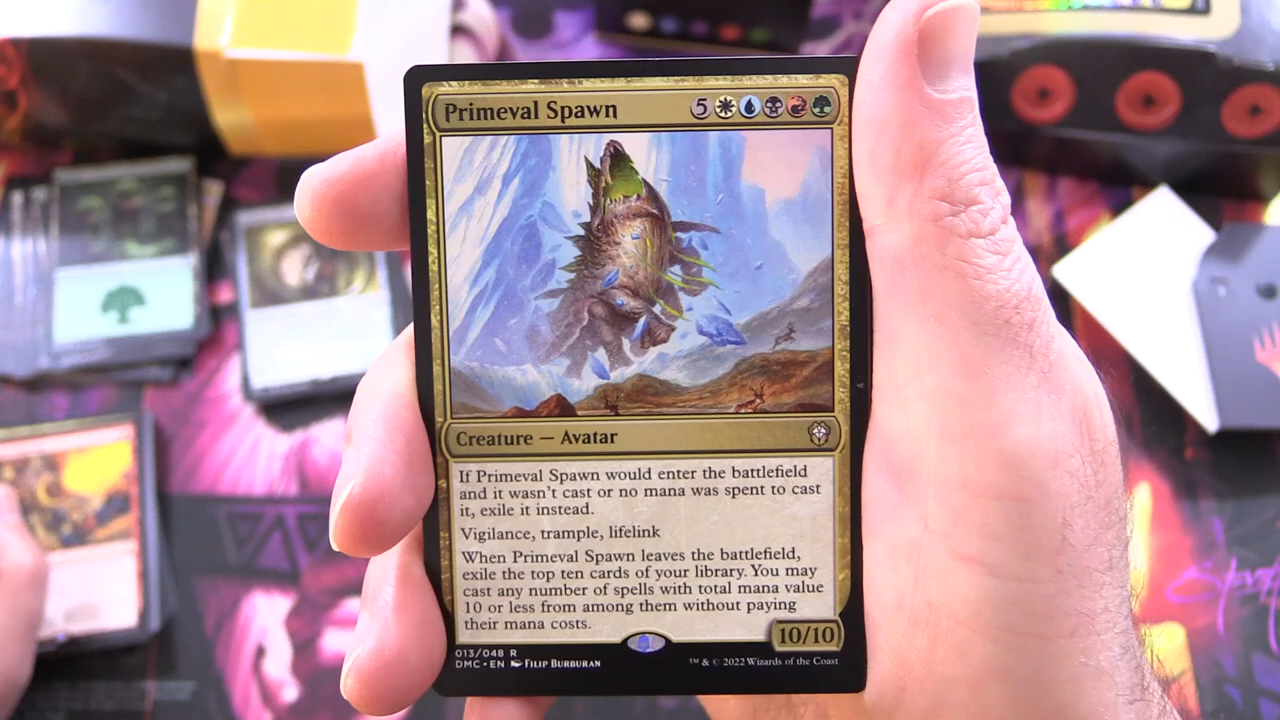 Primeval Spawn 5
Creature — Avatar
If Primeval Spawn would enter the battlefield
and it wasn't cast or no mana was spent to cast
it, exile it instead.
Vigilance, trample, lifelink
When Primeval Spawn leaves the battlefield,
exile the top ten cards of your library. You may
cast any number of spells with total mana value
10 or less from among them without paying
their mana costs.
10/10
013/048 R
DMC • EN Filip Burburan
™ & © 2022 Wizards of the Coast